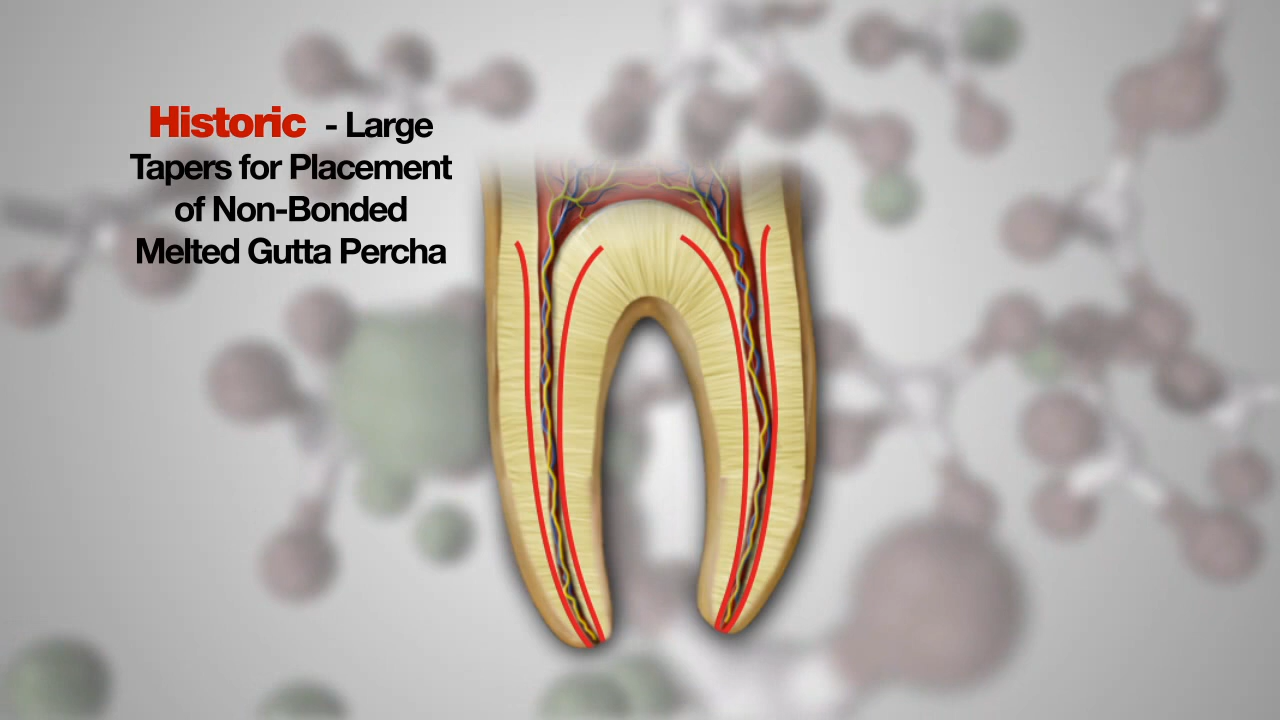 Historic - Large
Tapers for Placement
of Non-Bonded
Melted Gutta Percha